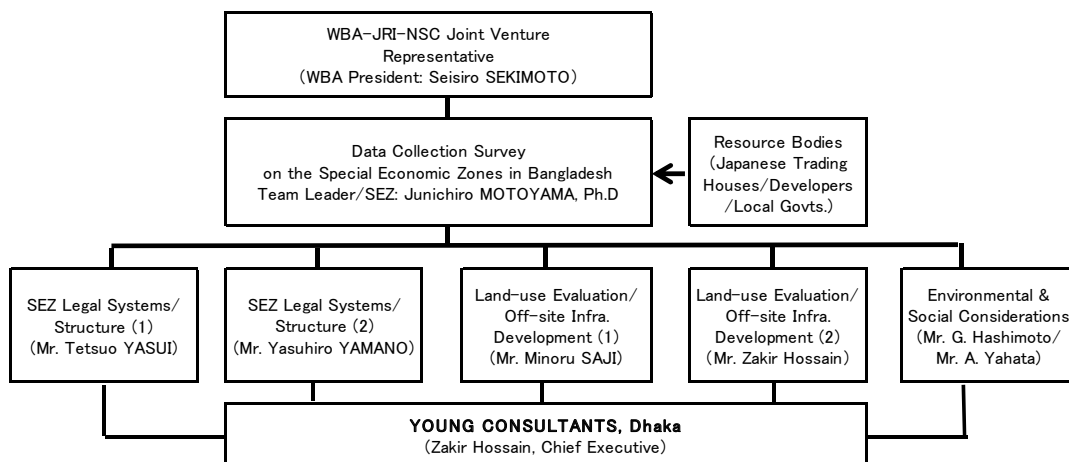 WBA-JRI-NSC Joint Venture
Representative
(WBA President: Seisiro SEKIMOTO)
Data Collection Survey
on the Special Economic Zones in Bangladesh
Team Leader/SEZ: Junichiro MOTOYAMA, Ph.D
Resource Bodies
(Japanese Trading
Houses/Developers
/Local Govts.)
SEZ Legal Systems/
Structure (1)
(Mr. Tetsuo YASUI)
SEZ Legal Systems/
Structure (2)
(Mr. Yasuhiro YAMANO)
Land-use Evaluation/
Off-site Infra.
Development (1)
(Mr. Minoru SAJI)
Land-use Evaluation/
Off-site Infra.
Development (2)
(Mr. Zakir Hossain)
Environmental &
Social Considerations
(Mr. G. Hashimoto/
Mr. A. Yahata)
YOUNG CONSULTANTS, Dhaka
(Zakir Hossain, Chief Executive)